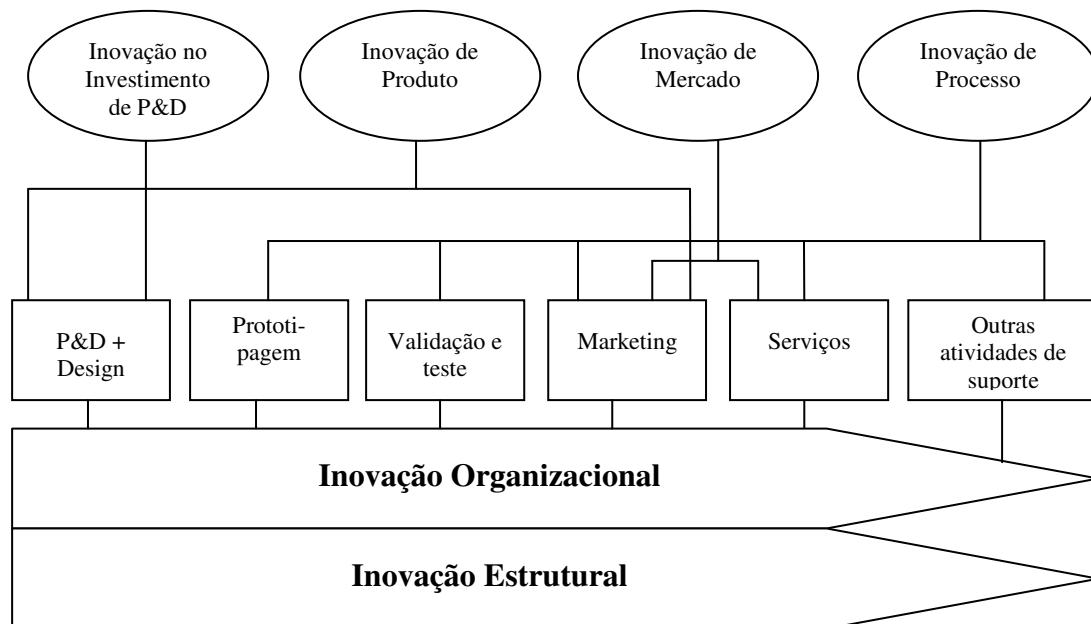 Inovação no
Investimento
de P&D
Inovação de
Produto
Inovação de
Mercado
Inovação de
Processo
P&D +
Design
Prototi-
pagem
Validação e
teste
Marketing
Serviços
Outras
atividades de
suporte
Inovação Organizacional
Inovação Estrutural